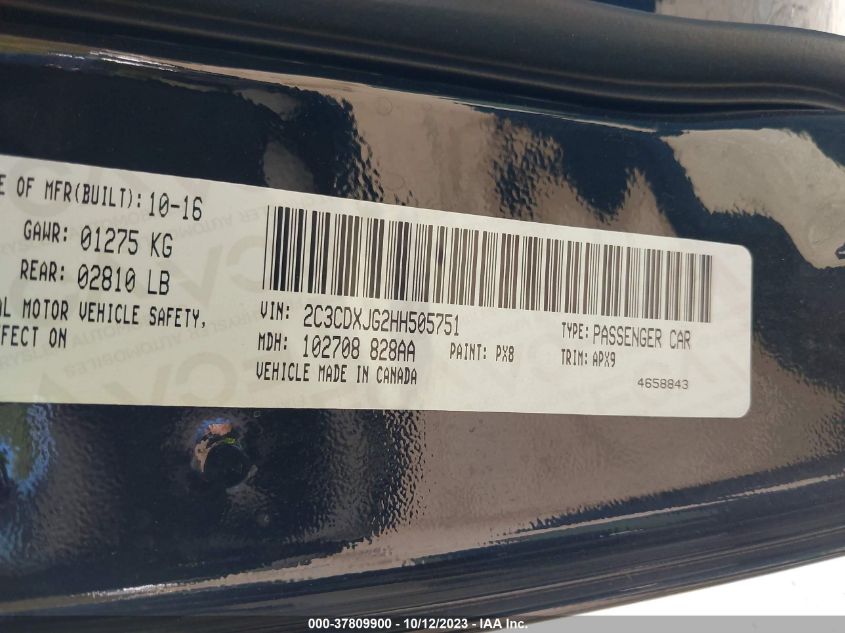 E OF MFR(BUILT): 10-16
GAWR: 01275 KG
REAR: 02810 LB
AL MOTOR VEHICLE SAFETY,
EFFECT ON
VIN: 2C3CDXJG2HH505751
TYPE: PASSENGER CAR
MDH: 102708 828AA
PAINT: PX8
TRIM: APX9
VEHICLE MADE IN CANADA
4658843
000-37809900 - 10/12/2023 - IAA Inc.